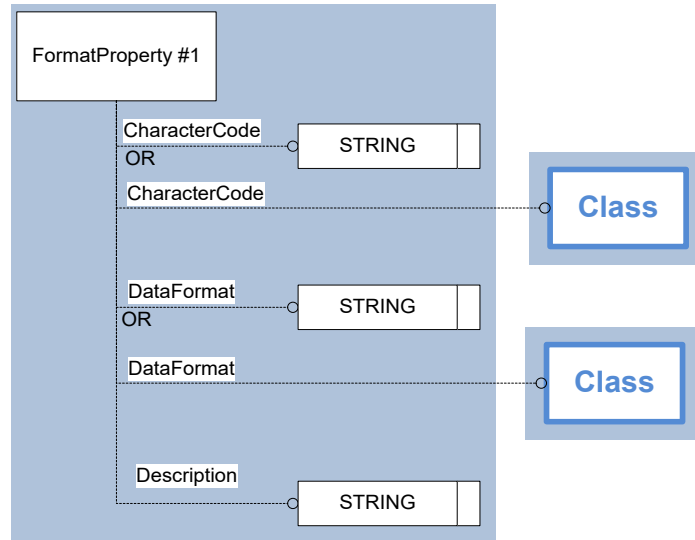 FormatProperty #1
CharacterCode
STRING
OR
CharacterCode
Class
DataFormat
STRING
OR
DataFormat
Class
Description
STRING